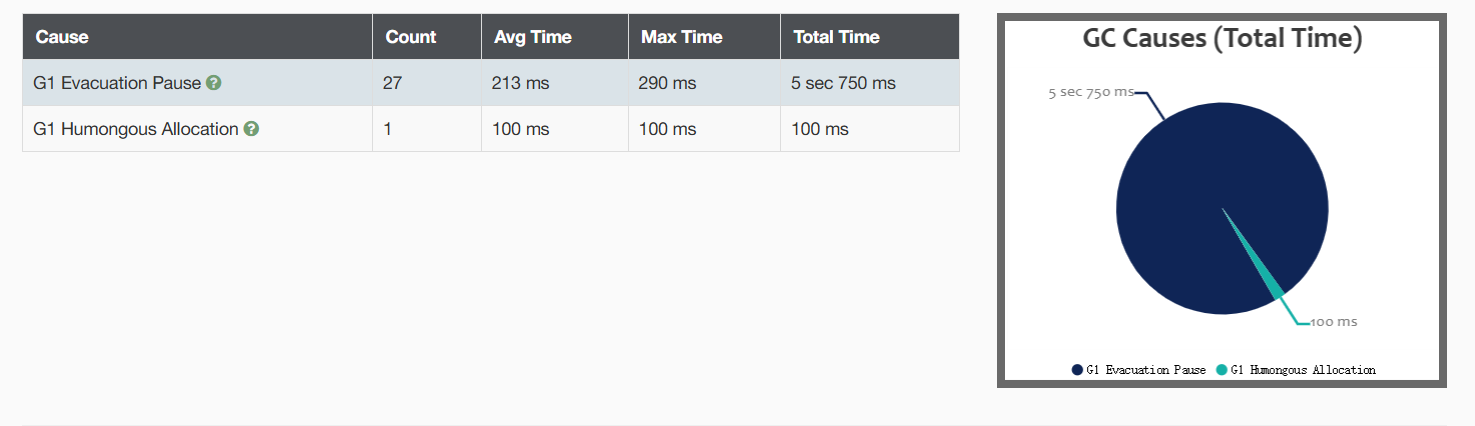 Cause Count Avg Time Max Time Total Time
G1 Evacuation Pause ? 27 213 ms 290 ms 5 sec 750 ms
G1 Humongous Allocation ? 1 100 ms 100 ms 100 ms
GC Causes (Total Time)
5 sec 750 ms
100 ms
G1 Evacuation Pause G1 Humongous Allocation